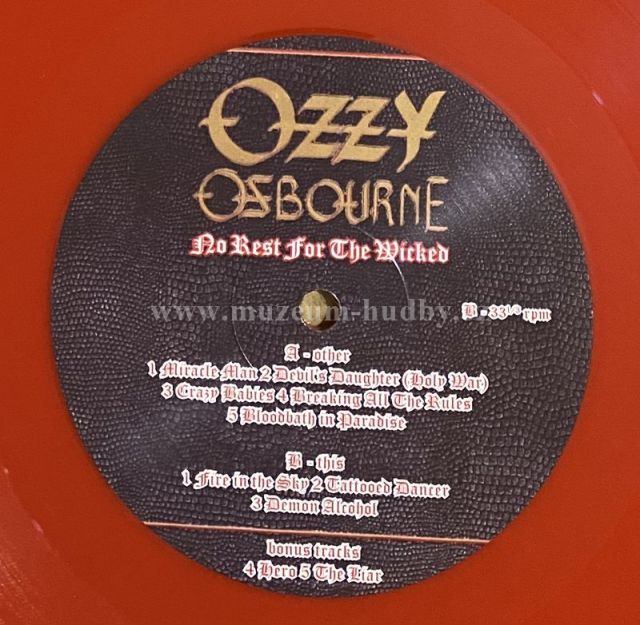 OZZY
OSBOURNE
No Rest For The Wicked
www.muzeum-hudby.cz
B - 33 1/3 rpm
A - other
1 Miracle Man 2 Devil's Daughter (Holy War)
3 Crazy Babies 4 Breaking All The Rules
5 Bloodbath in Paradise
B - this
1 Fire in the Sky 2 Tattooed Dancer
3 Demon Alcohol
bonus tracks
4 Hero 5 The Liar